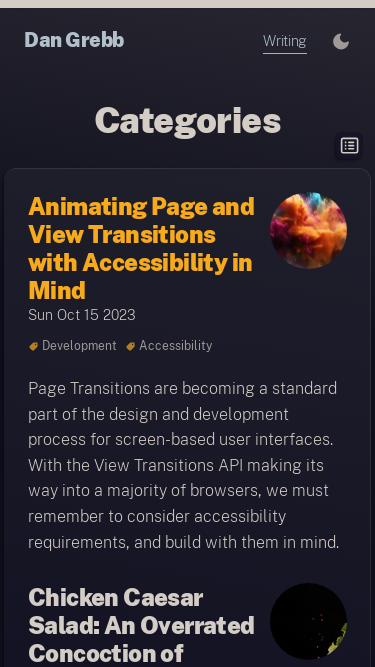 Dan Grebb
Writing
Categories
Animating Page and
View Transitions
with Accessibility in
Mind
Sun Oct 15 2023
Development Accessibility
Page Transitions are becoming a standard
part of the design and development
process for screen-based user interfaces.
With the View Transitions API making its
way into a majority of browsers, we must
remember to consider accessibility
requirements, and build with them in mind.
Chicken Caesar
Salad: An Overrated
Concoction of